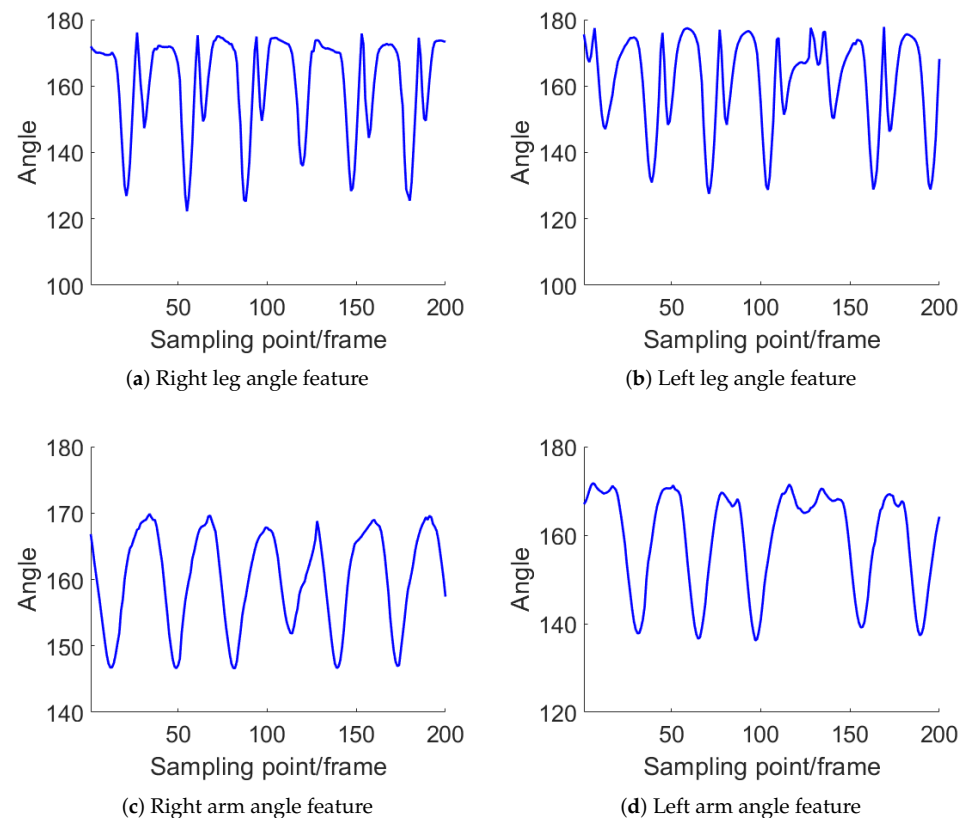 180
160
140
120
100
Angle
50 100 150 200
Sampling point/frame
(a) Right leg angle feature
180
160
140
120
100
Angle
50 100 150 200
Sampling point/frame
(b) Left leg angle feature
180
170
160
150
140
Angle
50 100 150 200
Sampling point/frame
(c) Right arm angle feature
180
160
140
120
Angle
50 100 150 200
Sampling point/frame
(d) Left arm angle feature